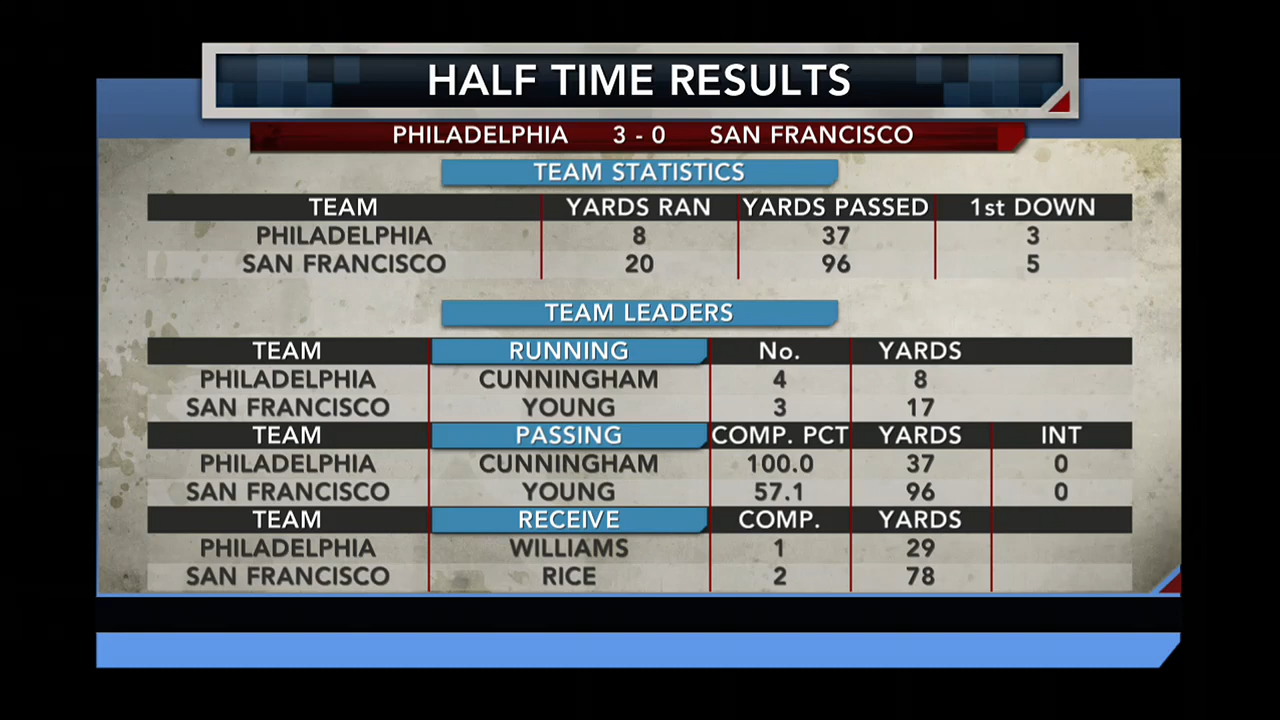 HALF TIME RESULTS
PHILADELPHIA 3 - 0 SAN FRANCISCO
TEAM STATISTICS
TEAM YARDS RAN YARDS PASSED 1st DOWN
PHILADELPHIA 8 37 3
SAN FRANCISCO 20 96 5
TEAM LEADERS
TEAM RUNNING No. YARDS
PHILADELPHIA CUNNINGHAM 4 8
SAN FRANCISCO YOUNG 3 17
TEAM PASSING COMP. PCT YARDS INT
PHILADELPHIA CUNNINGHAM 100.0 37 0
SAN FRANCISCO YOUNG 57.1 96 0
TEAM RECEIVE COMP. YARDS
PHILADELPHIA WILLIAMS 1 29
SAN FRANCISCO RICE 2 78